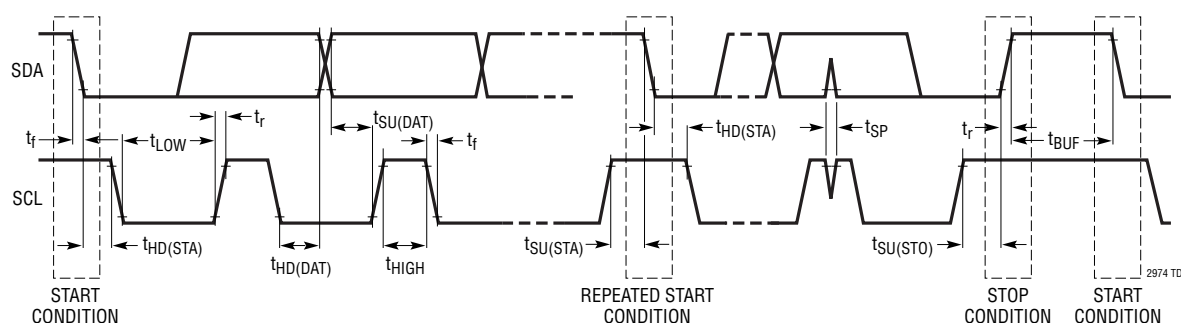 SDA
t_f
t_LOW
t_r
t_SU(DAT)
t_f
t_HD(STA)
t_SP
t_r
t_BUF
SCL
t_HD(STA)
t_HD(DAT)
t_HIGH
t_SU(STA)
t_SU(STO)
2974 TD
START
CONDITION
REPEATED START
CONDITION
STOP
CONDITION
START
CONDITION